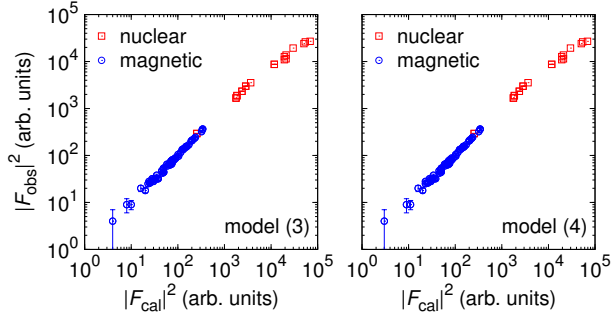 |F_obs|^2 (arb. units)
10^5
10^4
10^3
10^2
10^1
10^0
nuclear
magnetic
model (3)
10^0 10^1 10^2 10^3 10^4 10^5
|F_cal|^2 (arb. units)
nuclear
magnetic
model (4)
10^0 10^1 10^2 10^3 10^4 10^5
|F_cal|^2 (arb. units)